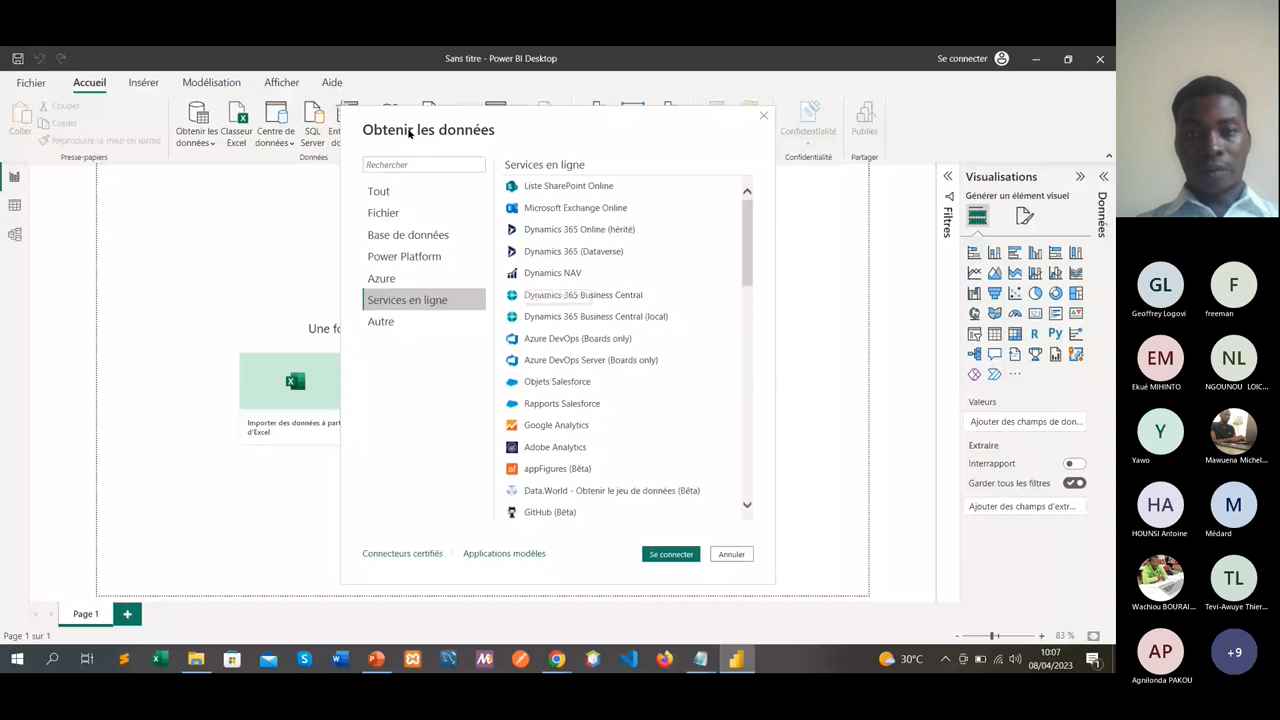 Sans titre - Power BI Desktop
Se connecter
Fichier
Accueil
Insérer
Modélisation
Afficher
Aide
Coller
Couper
Copier
Reproduire la mise en forme
Presse-papiers
Obtenir les données
Classeur Excel
Centre de données
SQL Server
Données
Confidentialité
Confidentialité
Publier
Partager
Obtenir les données
Rechercher
Tout
Fichier
Base de données
Power Platform
Azure
Services en ligne
Autre
Services en ligne
Liste SharePoint Online
Microsoft Exchange Online
Dynamics 365 Online (hérité)
Dynamics 365 (Dataverse)
Dynamics NAV
Dynamics 365 Business Central
Dynamics 365 Business Central (local)
Azure DevOps (Boards only)
Azure DevOps Server (Boards only)
Objets Salesforce
Rapports Salesforce
Google Analytics
Adobe Analytics
appFigures (Bêta)
Data.World - Obtenir le jeu de données (Bêta)
GitHub (Bêta)
Connecteurs certifiés
Applications modèles
Se connecter
Annuler
Une fo
Importer des données à part
d'Excel
Filtres
Visualisations
Générer un élément visuel
R
Py
...
Valeurs
Ajouter des champs de don...
Extraire
Interrapport
Garder tous les filtres
Ajouter des champs d'extr...
Données
Page 1
Page 1 sur 1
83 %
30°C
10:07
08/04/2023
1
GL
Geoffrey Logovi
F
freeman
EM
Ekué MIHINTO
NL
NGOUNOU LOIC...
Y
Yawo
Mawuena Michel...
HA
HOUNSI Antoine
M
Médard
Wachiou BOURAI...
TL
Tevi-Awuye Thier...
AP
Agnilonda PAKOU
+9